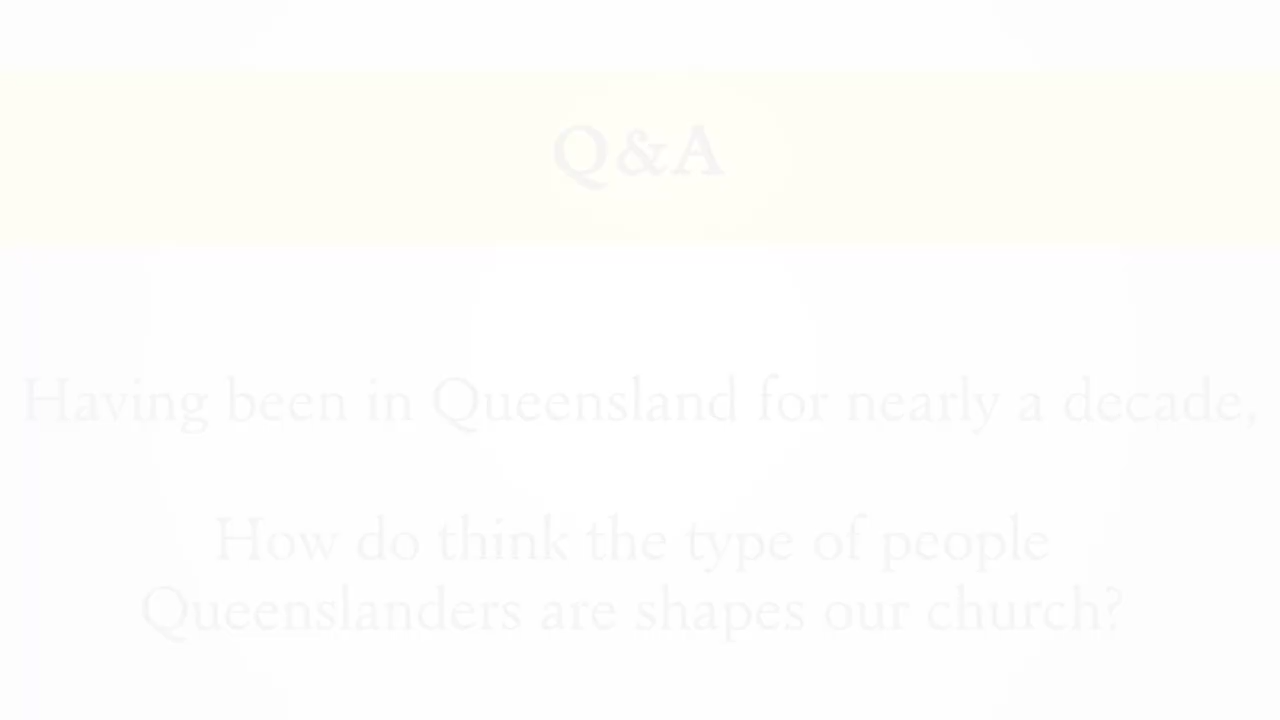 Q&A
Having been in Queensland for nearly a decade,
How do think the type of people
Queenslanders are shapes our church?